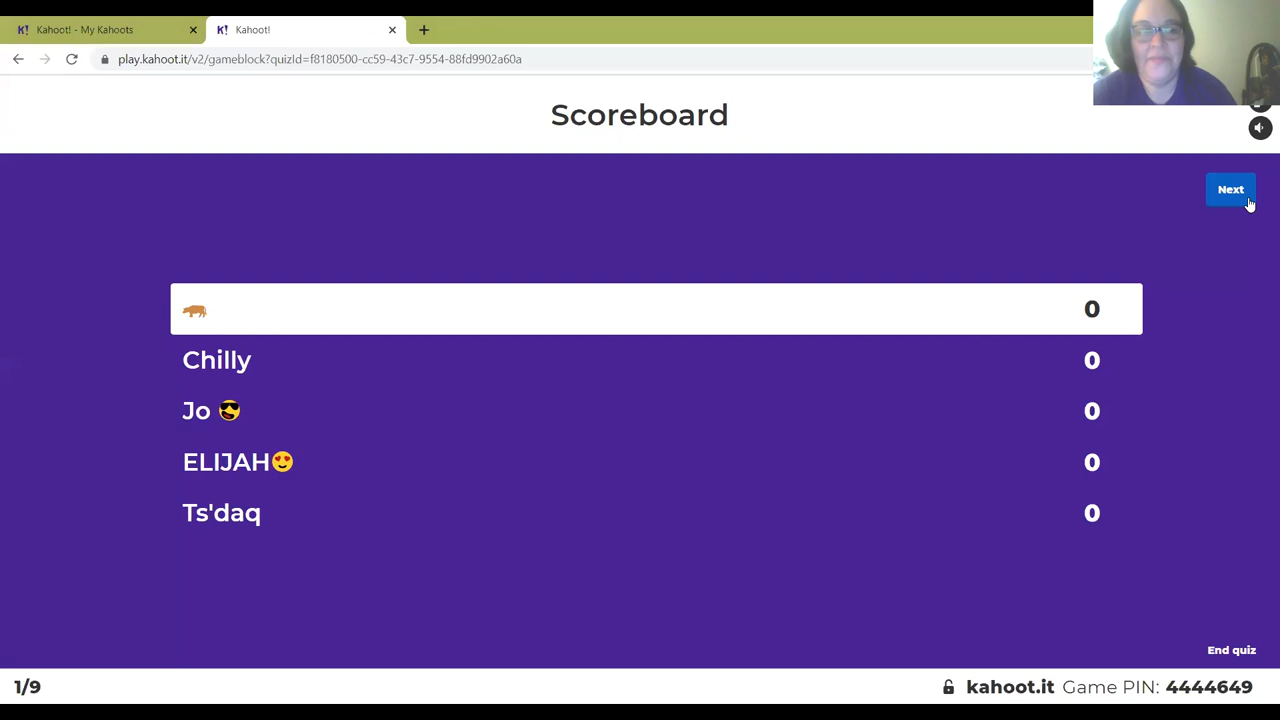 K! Kahoot! - My Kahoots
K! Kahoot!
play.kahoot.it/v2/gameblock?quizId=f8180500-cc59-43c7-9554-88fd9902a60a
Scoreboard
Next
🐂 0
Chilly 0
Jo 😎 0
ELIJAH😍 0
Ts'daq 0
End quiz
1/9
kahoot.it Game PIN: 4444649